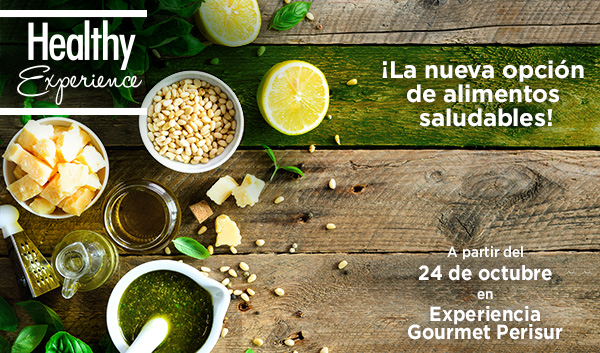 Healthy
Experience
¡La nueva opción
de alimentos
saludables!
A partir del
24 de octubre
en
Experiencia
Gourmet Perisur